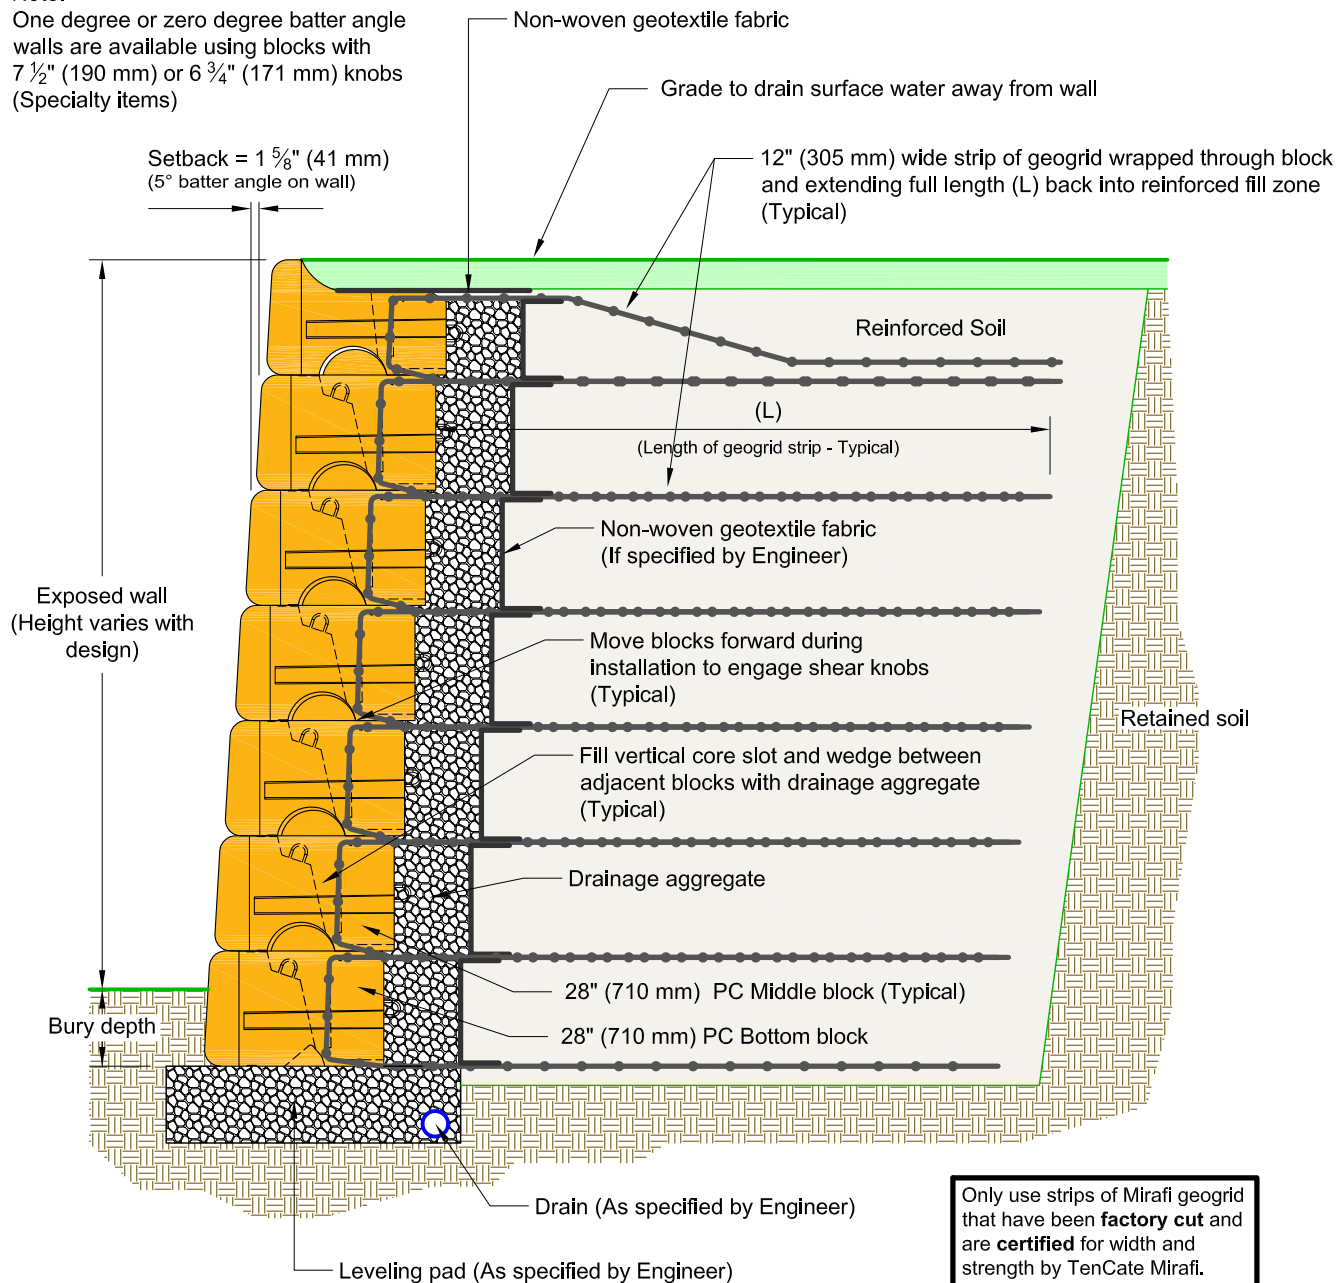 One degree or zero degree batter angle
walls are available using blocks with
7 ½" (190 mm) or 6 ¾" (171 mm) knobs
(Specialty items)
Non-woven geotextile fabric
Grade to drain surface water away from wall
Setback = 1 ⅝" (41 mm)
(5° batter angle on wall)
12" (305 mm) wide strip of geogrid wrapped through block
and extending full length (L) back into reinforced fill zone
(Typical)
Reinforced Soil
(L)
(Length of geogrid strip - Typical)
Non-woven geotextile fabric
(If specified by Engineer)
Exposed wall
(Height varies with
design)
Move blocks forward during
installation to engage shear knobs
(Typical)
Retained soil
Fill vertical core slot and wedge between
adjacent blocks with drainage aggregate
(Typical)
Drainage aggregate
28" (710 mm) PC Middle block (Typical)
Bury depth
28" (710 mm) PC Bottom block
Drain (As specified by Engineer)
Leveling pad (As specified by Engineer)
Only use strips of Mirafi geogrid
that have been factory cut and
are certified for width and
strength by TenCate Mirafi.